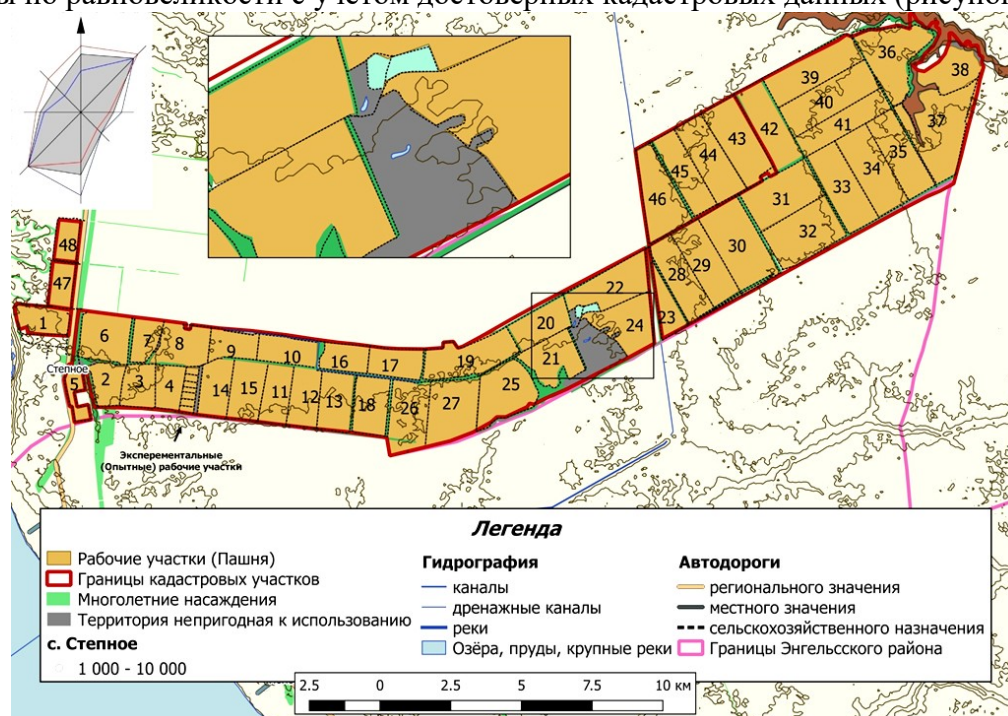 ы по равновеликости с учетом достоверных кадастровых данных (рисунок
36
38
39
40
37
42
41
43
44
35
45
34
46
33
31
32
30
29
28
48
47
22
1
6
7
8
9
10
16
17
19
20
24
23
21
Степное
5
2
3
4
14
15
11
12
13
18
26
27
25
Эксперементальные
(Опытные) рабочие участки
Легенда
Рабочие участки (Пашня)
Границы кадастровых участков
Многолетние насаждения
Территория непригодная к использованию
с. Степное
1 000 - 10 000
Гидрография
каналы
дренажные каналы
реки
Озёра, пруды, крупные реки
Автодороги
регионального значения
местного значения
сельскохозяйственного назначения
Границы Энгельсского района
2.5 0 2.5 5 7.5 10 км